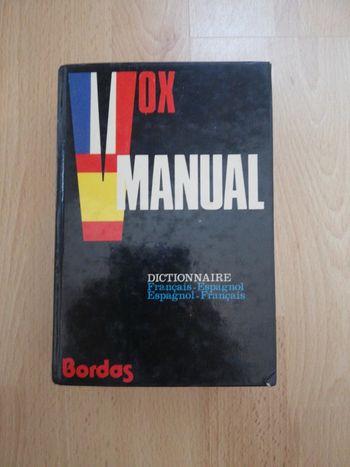 VOX
MANUAL
DICTIONNAIRE
Français-Espagnol
Espagnol-Français
Bordas